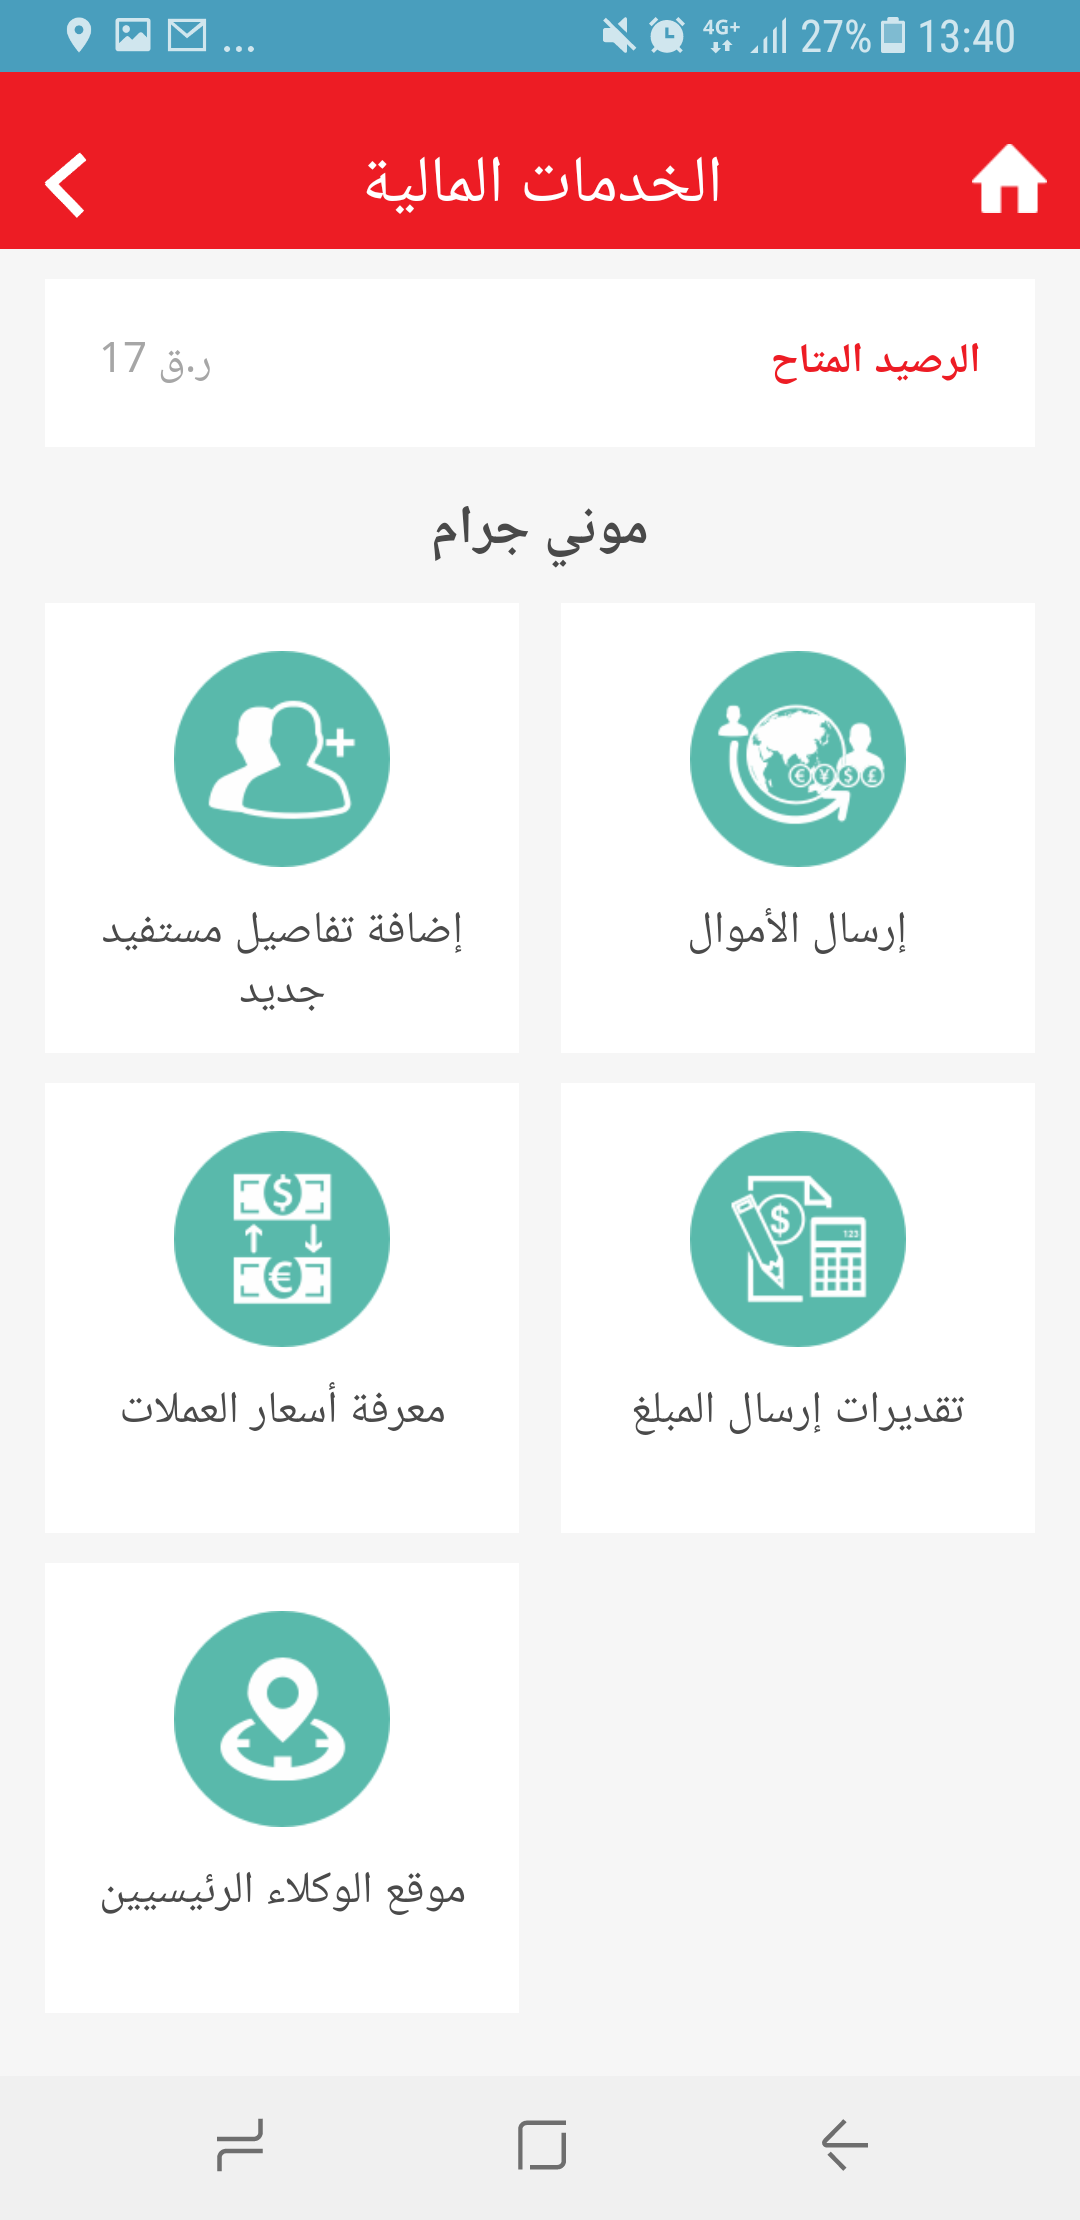 ... 4G+ 27% 13:40
الخدمات المالية
الرصيد المتاح
ر.ق 17
موني جرام
إرسال الأموال
إضافة تفاصيل مستفيد
جديد
123
تقديرات إرسال المبلغ
معرفة أسعار العملات
موقع الوكلاء الرئيسيين